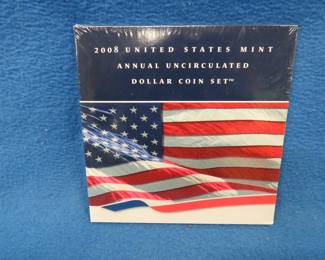 2008 UNITED STATES MINT
ANNUAL UNCIRCULATED
DOLLAR COIN SET™